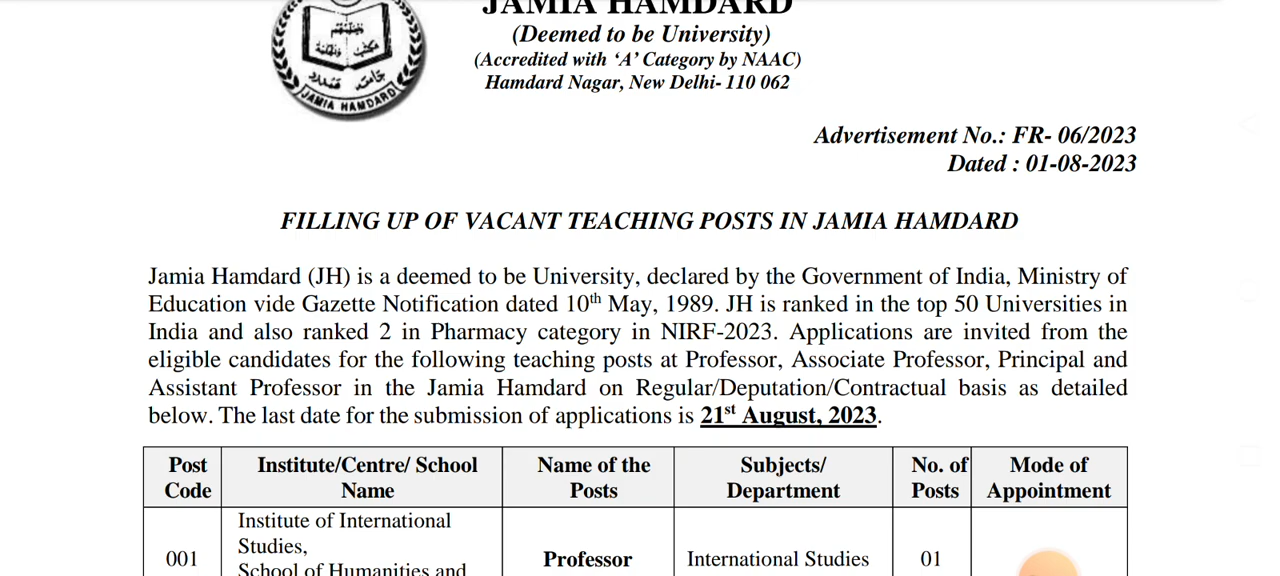 JAMIA HAMDARD
(Deemed to be University)
(Accredited with ‘A’ Category by NAAC)
Hamdard Nagar, New Delhi- 110 062
JAMIA HAMDARD
Advertisement No.: FR- 06/2023
Dated : 01-08-2023
FILLING UP OF VACANT TEACHING POSTS IN JAMIA HAMDARD
Jamia Hamdard (JH) is a deemed to be University, declared by the Government of India, Ministry of
Education vide Gazette Notification dated 10th May, 1989. JH is ranked in the top 50 Universities in
India and also ranked 2 in Pharmacy category in NIRF-2023. Applications are invited from the
eligible candidates for the following teaching posts at Professor, Associate Professor, Principal and
Assistant Professor in the Jamia Hamdard on Regular/Deputation/Contractual basis as detailed
below. The last date for the submission of applications is 21st August, 2023.
Post Code Institute/Centre/ School Name Name of the Posts Subjects/ Department No. of Posts Mode of Appointment
001 Institute of International Studies, School of Humanities and Professor International Studies 01